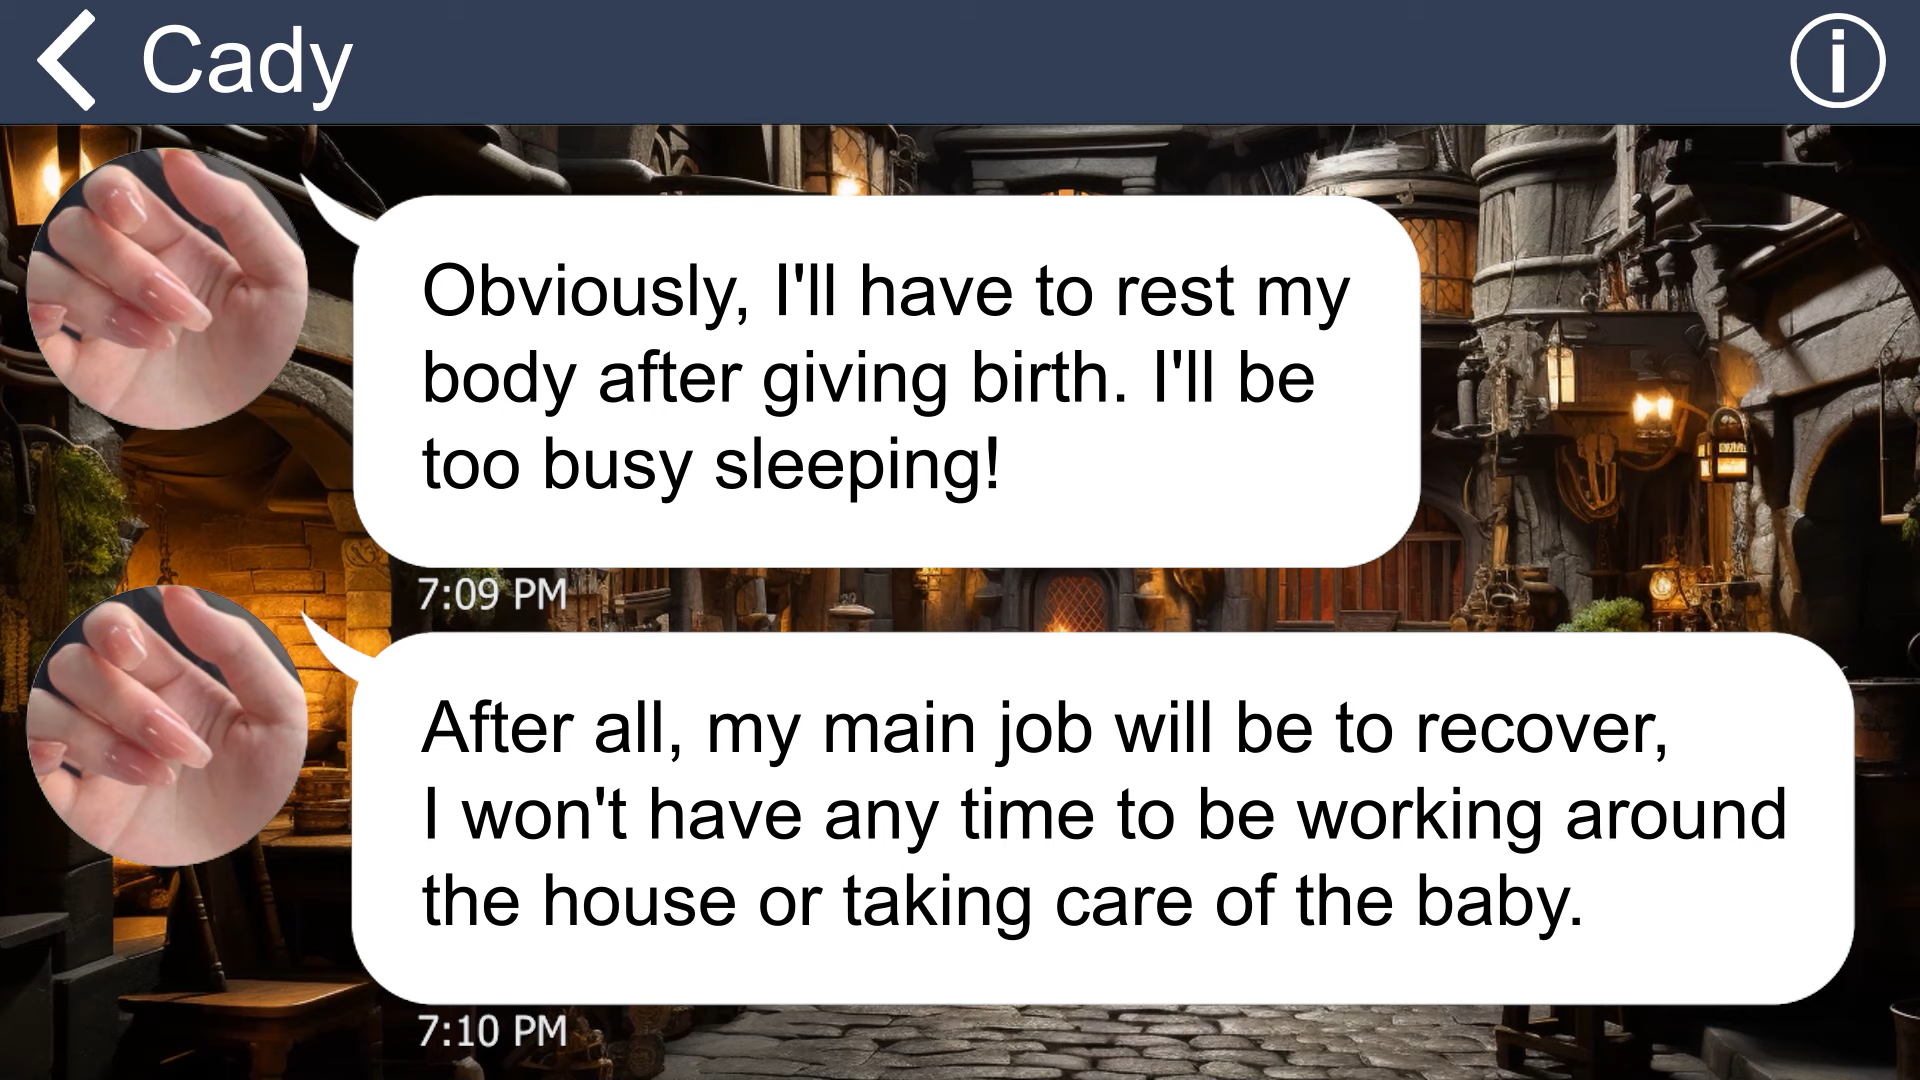 Cady
Obviously, I'll have to rest my
body after giving birth. I'll be
too busy sleeping!
7:09 PM
After all, my main job will be to recover,
I won't have any time to be working around
the house or taking care of the baby.
7:10 PM